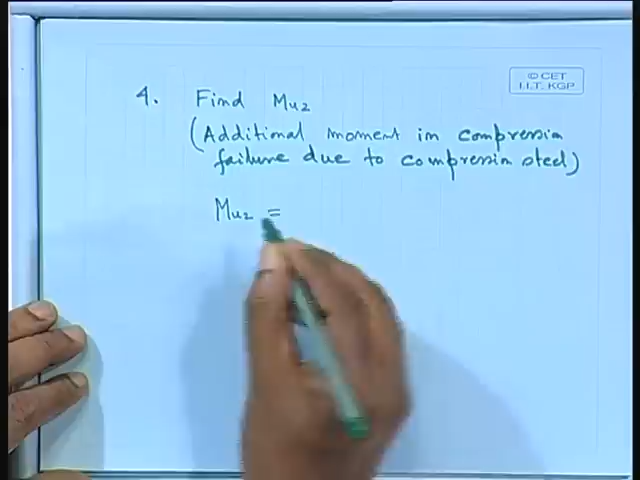 © CET
I.I.T. KGP
4. Find Mu2
(Additional moment in compression
failure due to compression steel)
Mu2 =